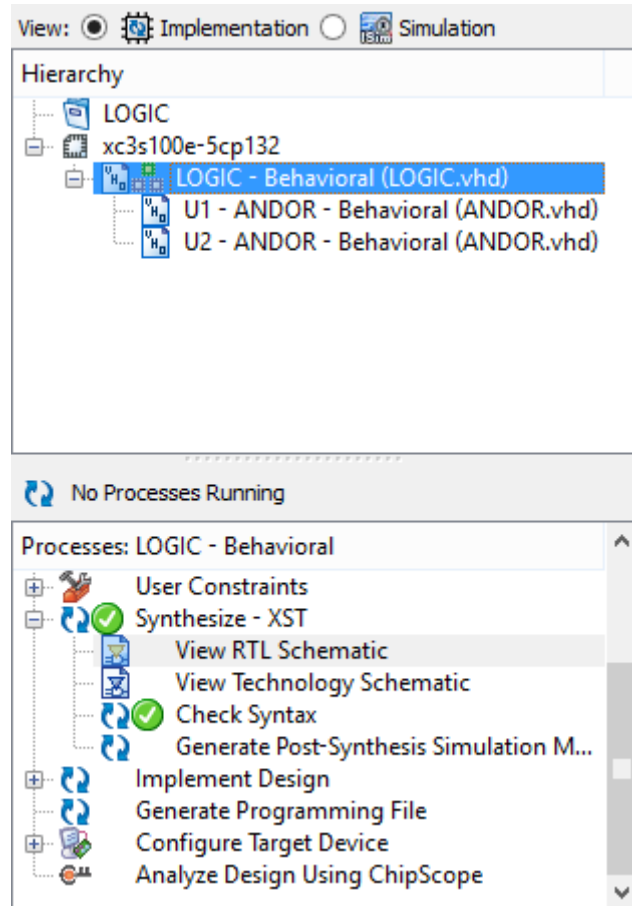 View: Implementation Simulation
Hierarchy
LOGIC
xc3s100e-5cp132
LOGIC - Behavioral (LOGIC.vhd)
U1 - ANDOR - Behavioral (ANDOR.vhd)
U2 - ANDOR - Behavioral (ANDOR.vhd)
No Processes Running
Processes: LOGIC - Behavioral
User Constraints
Synthesize - XST
View RTL Schematic
View Technology Schematic
Check Syntax
Generate Post-Synthesis Simulation M...
Implement Design
Generate Programming File
Configure Target Device
Analyze Design Using ChipScope